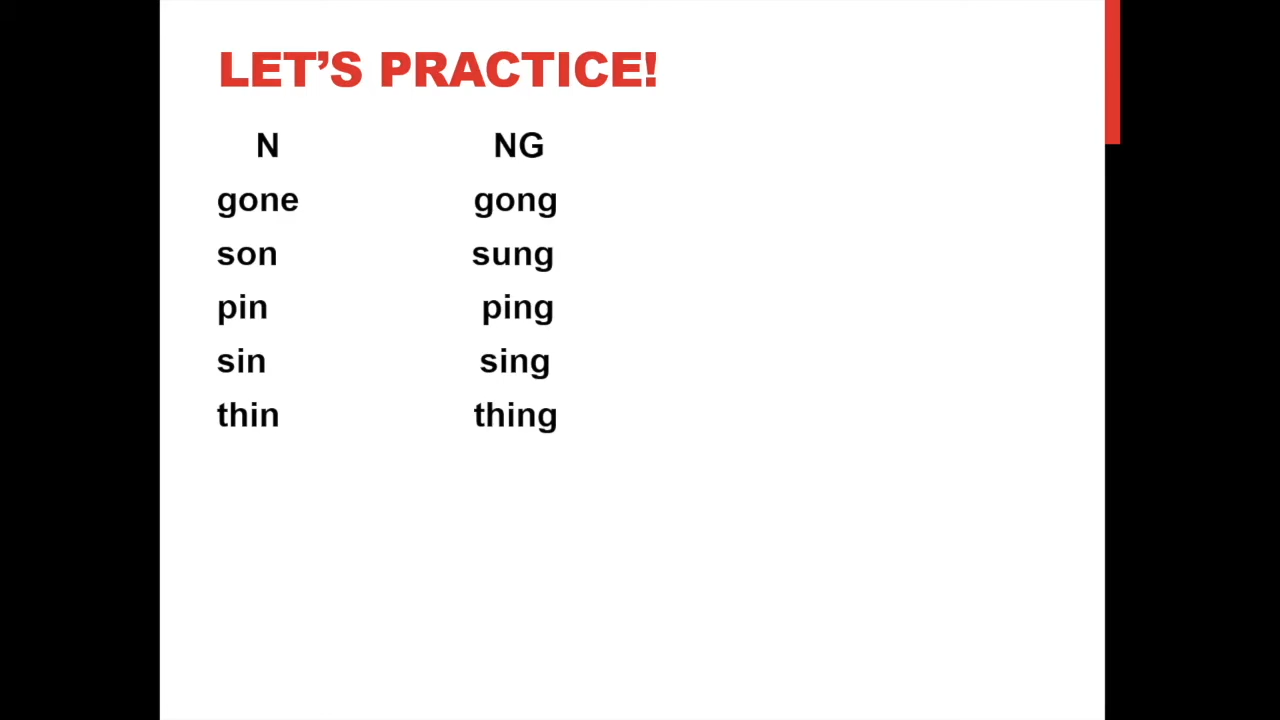 LET'S PRACTICE!
N NG
gone gong
son sung
pin ping
sin sing
thin thing